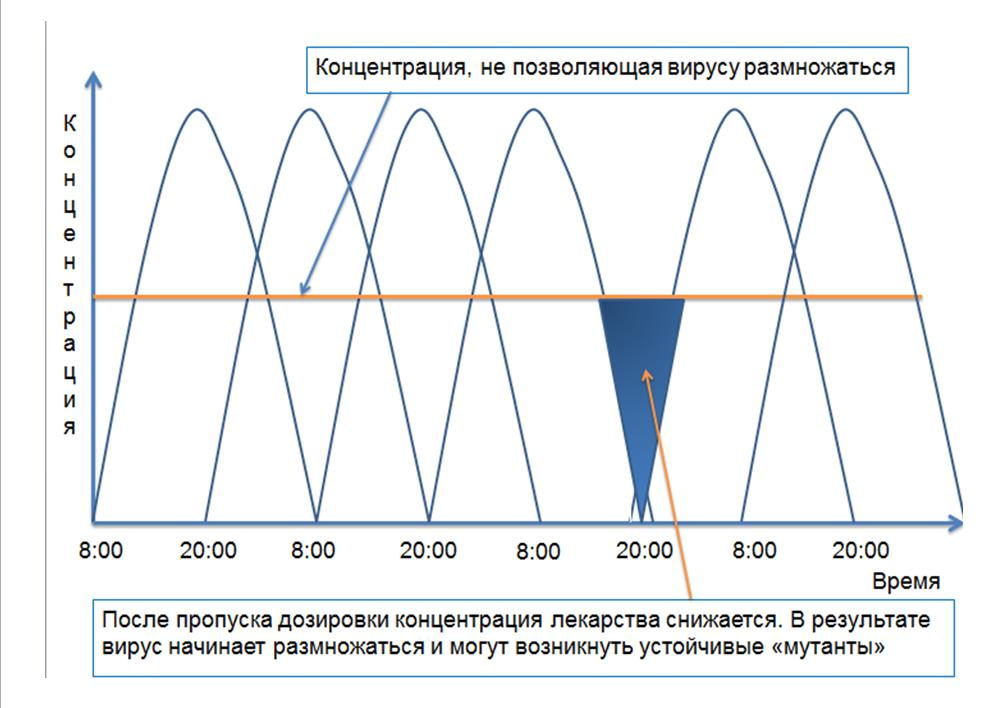 Концентрация, не позволяющая вирусу размножаться
Концентрация
8:00 20:00 8:00 20:00 8:00 20:00 8:00 20:00
Время
После пропуска дозировки концентрация лекарства снижается. В результате
вирус начинает размножаться и могут возникнуть устойчивые «мутанты»